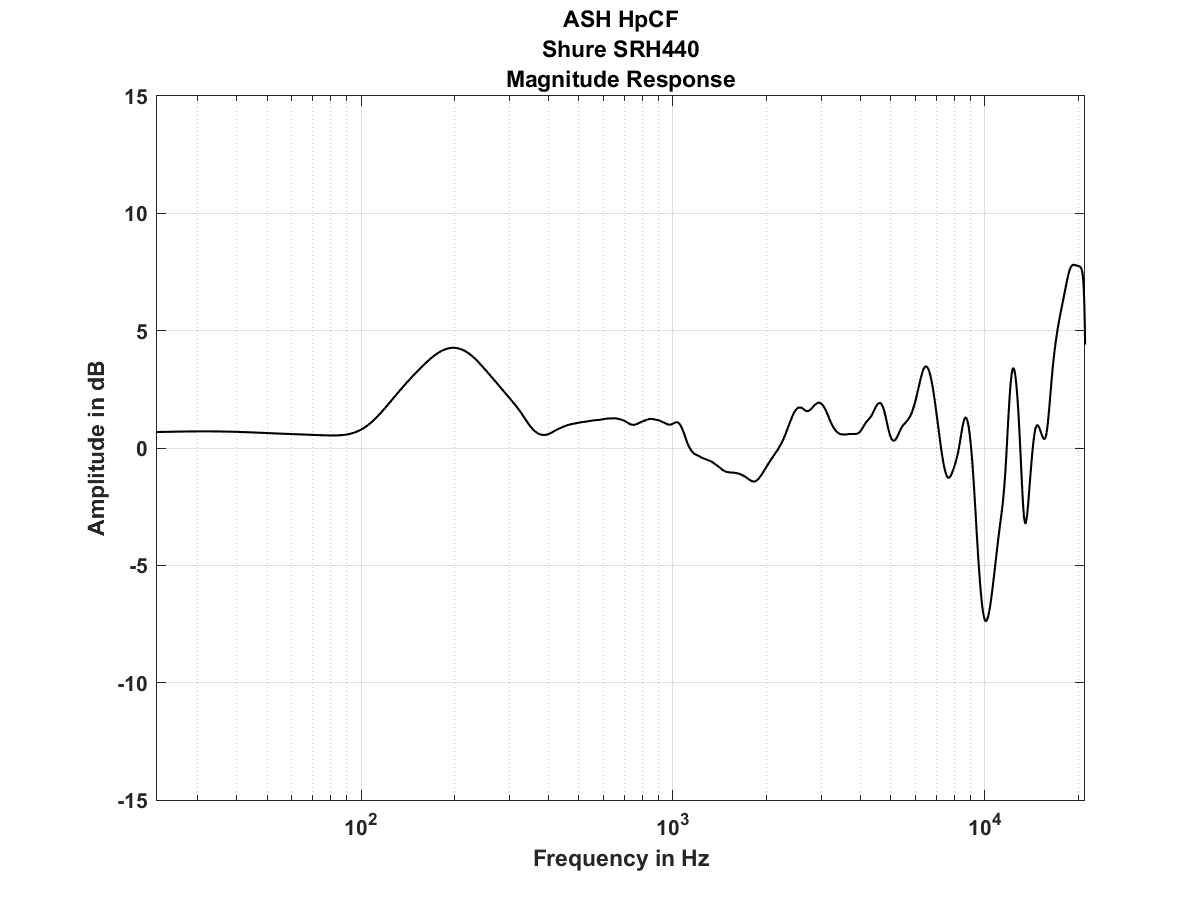 ASH HpCF
Shure SRH440
Magnitude Response
15
10
5
0
-5
-10
-15
Amplitude in dB
10² 10³ 10⁴
Frequency in Hz